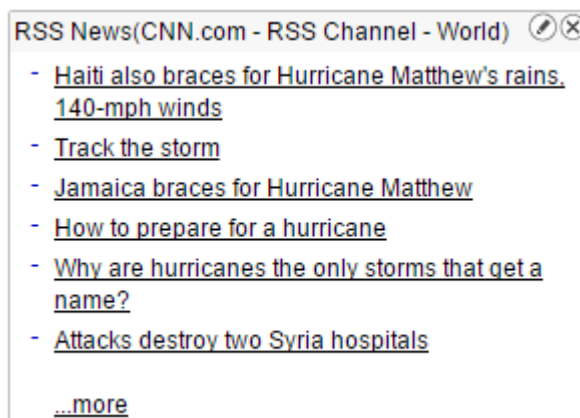 RSS News(CNN.com - RSS Channel - World)
- Haiti also braces for Hurricane Matthew's rains,
140-mph winds
- Track the storm
- Jamaica braces for Hurricane Matthew
- How to prepare for a hurricane
- Why are hurricanes the only storms that get a
name?
- Attacks destroy two Syria hospitals
...more